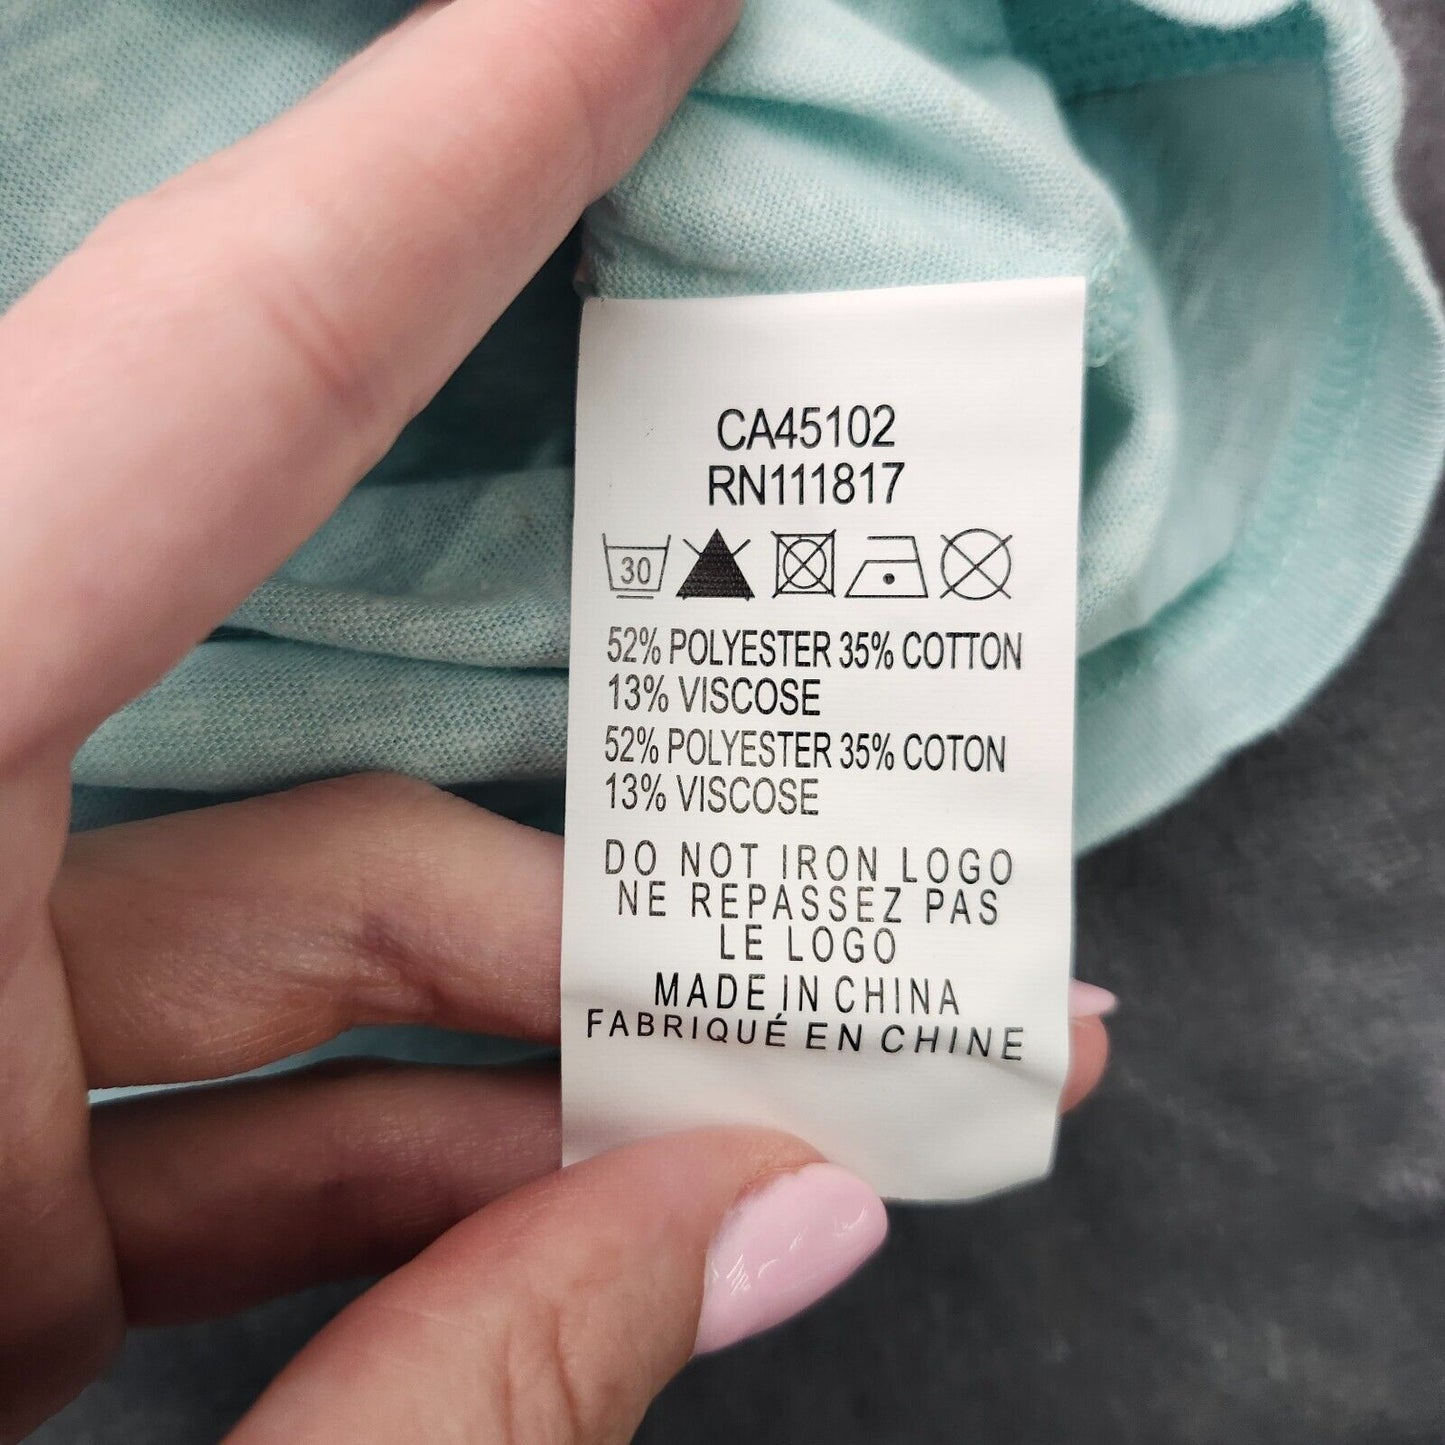 CA45102
RN111817
30
52% POLYESTER 35% COTTON
13% VISCOSE
52% POLYESTER 35% COTON
13% VISCOSE
DO NOT IRON LOGO
NE REPASSEZ PAS
LE LOGO
MADE IN CHINA
FABRIQUÉ EN CHINE